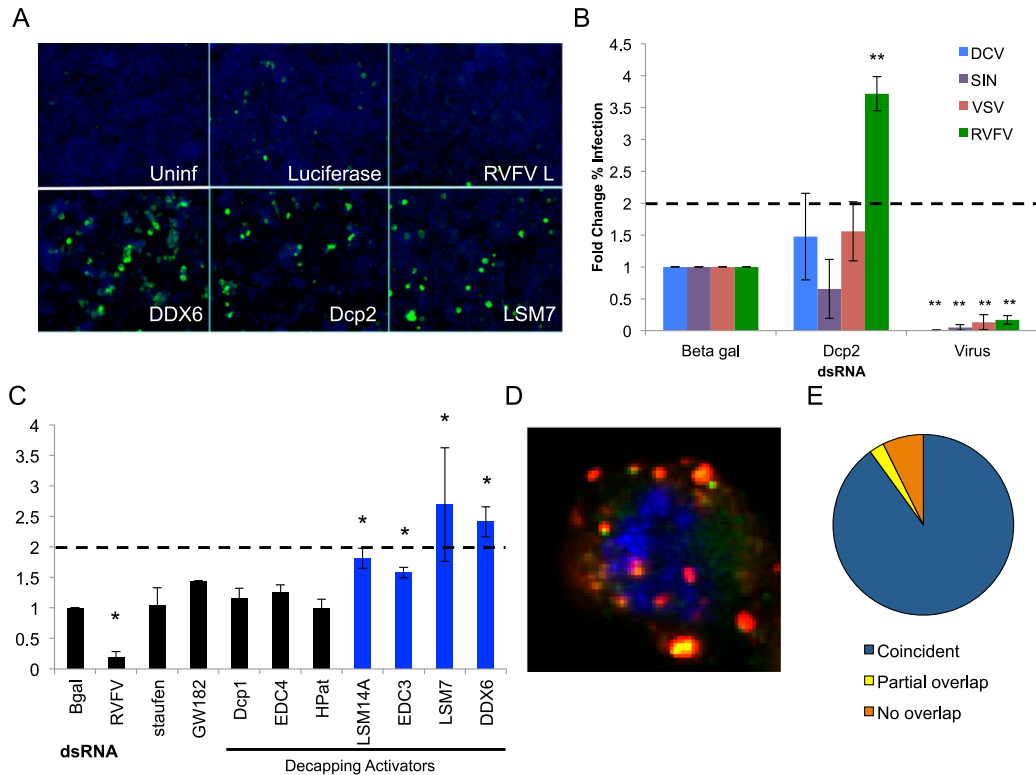 A
Uninf
Luciferase
RVFV L
DDX6
Dcp2
LSM7
B
Fold Change % Infection
4.5
4
3.5
3
2.5
2
1.5
1
0.5
0
**
** ** ** **
DCV
SIN
VSV
RVFV
Beta gal
Dcp2
Virus
dsRNA
C
4
3.5
3
2.5
2
1.5
1
0.5
0
*
*
*
*
*
Bgal
RVFV
staufen
GW182
Dcp1
EDC4
HPat
LSM14A
EDC3
LSM7
DDX6
dsRNA
Decapping Activators
D
E
Coincident
Partial overlap
No overlap